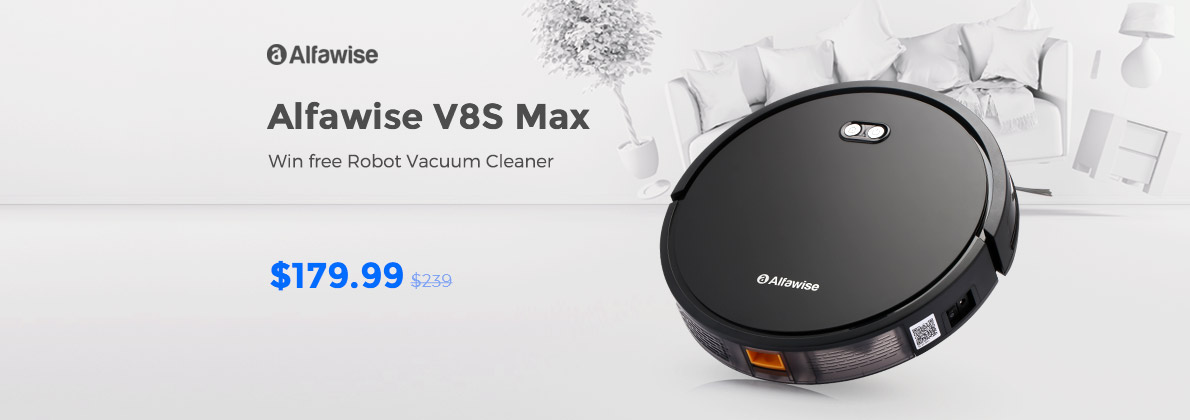 Alfawise
Alfawise V8S Max
Win free Robot Vacuum Cleaner
$179.99 $239
Alfawise